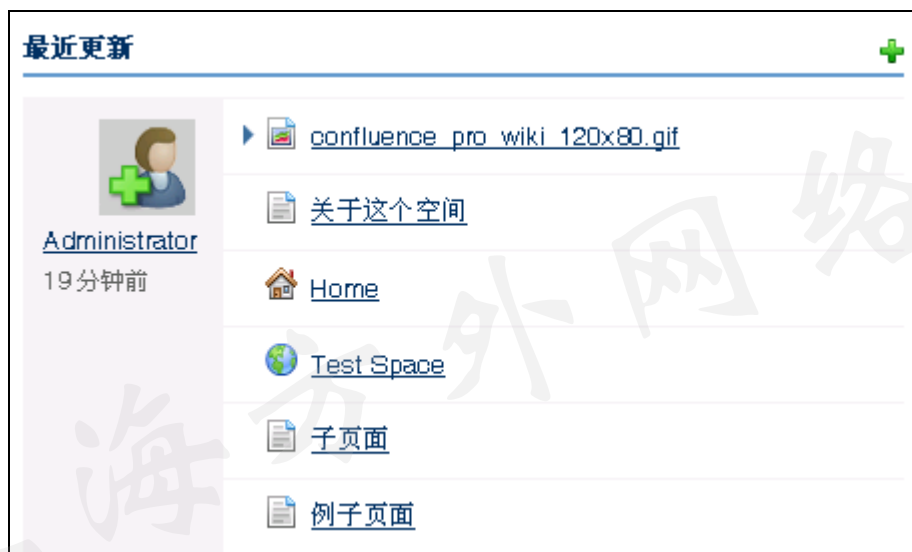 最近更新
confluence_pro_wiki_120x80.gif
关于这个空间
Administrator
19分钟前
Home
Test Space
子页面
例子页面
海方外网络